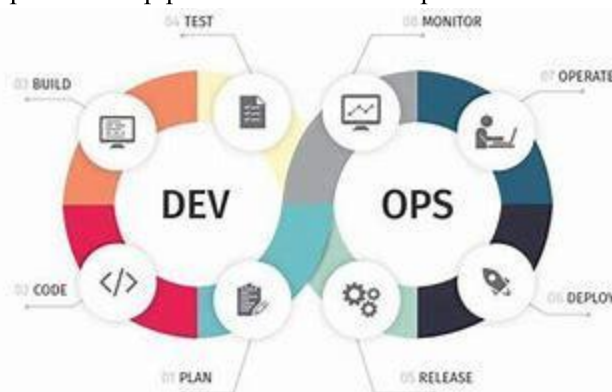 04 TEST
08 MONITOR
03 BUILD
07 OPERATE
DEV
OPS
02 CODE
06 DEPLOY
01 PLAN
05 RELEASE